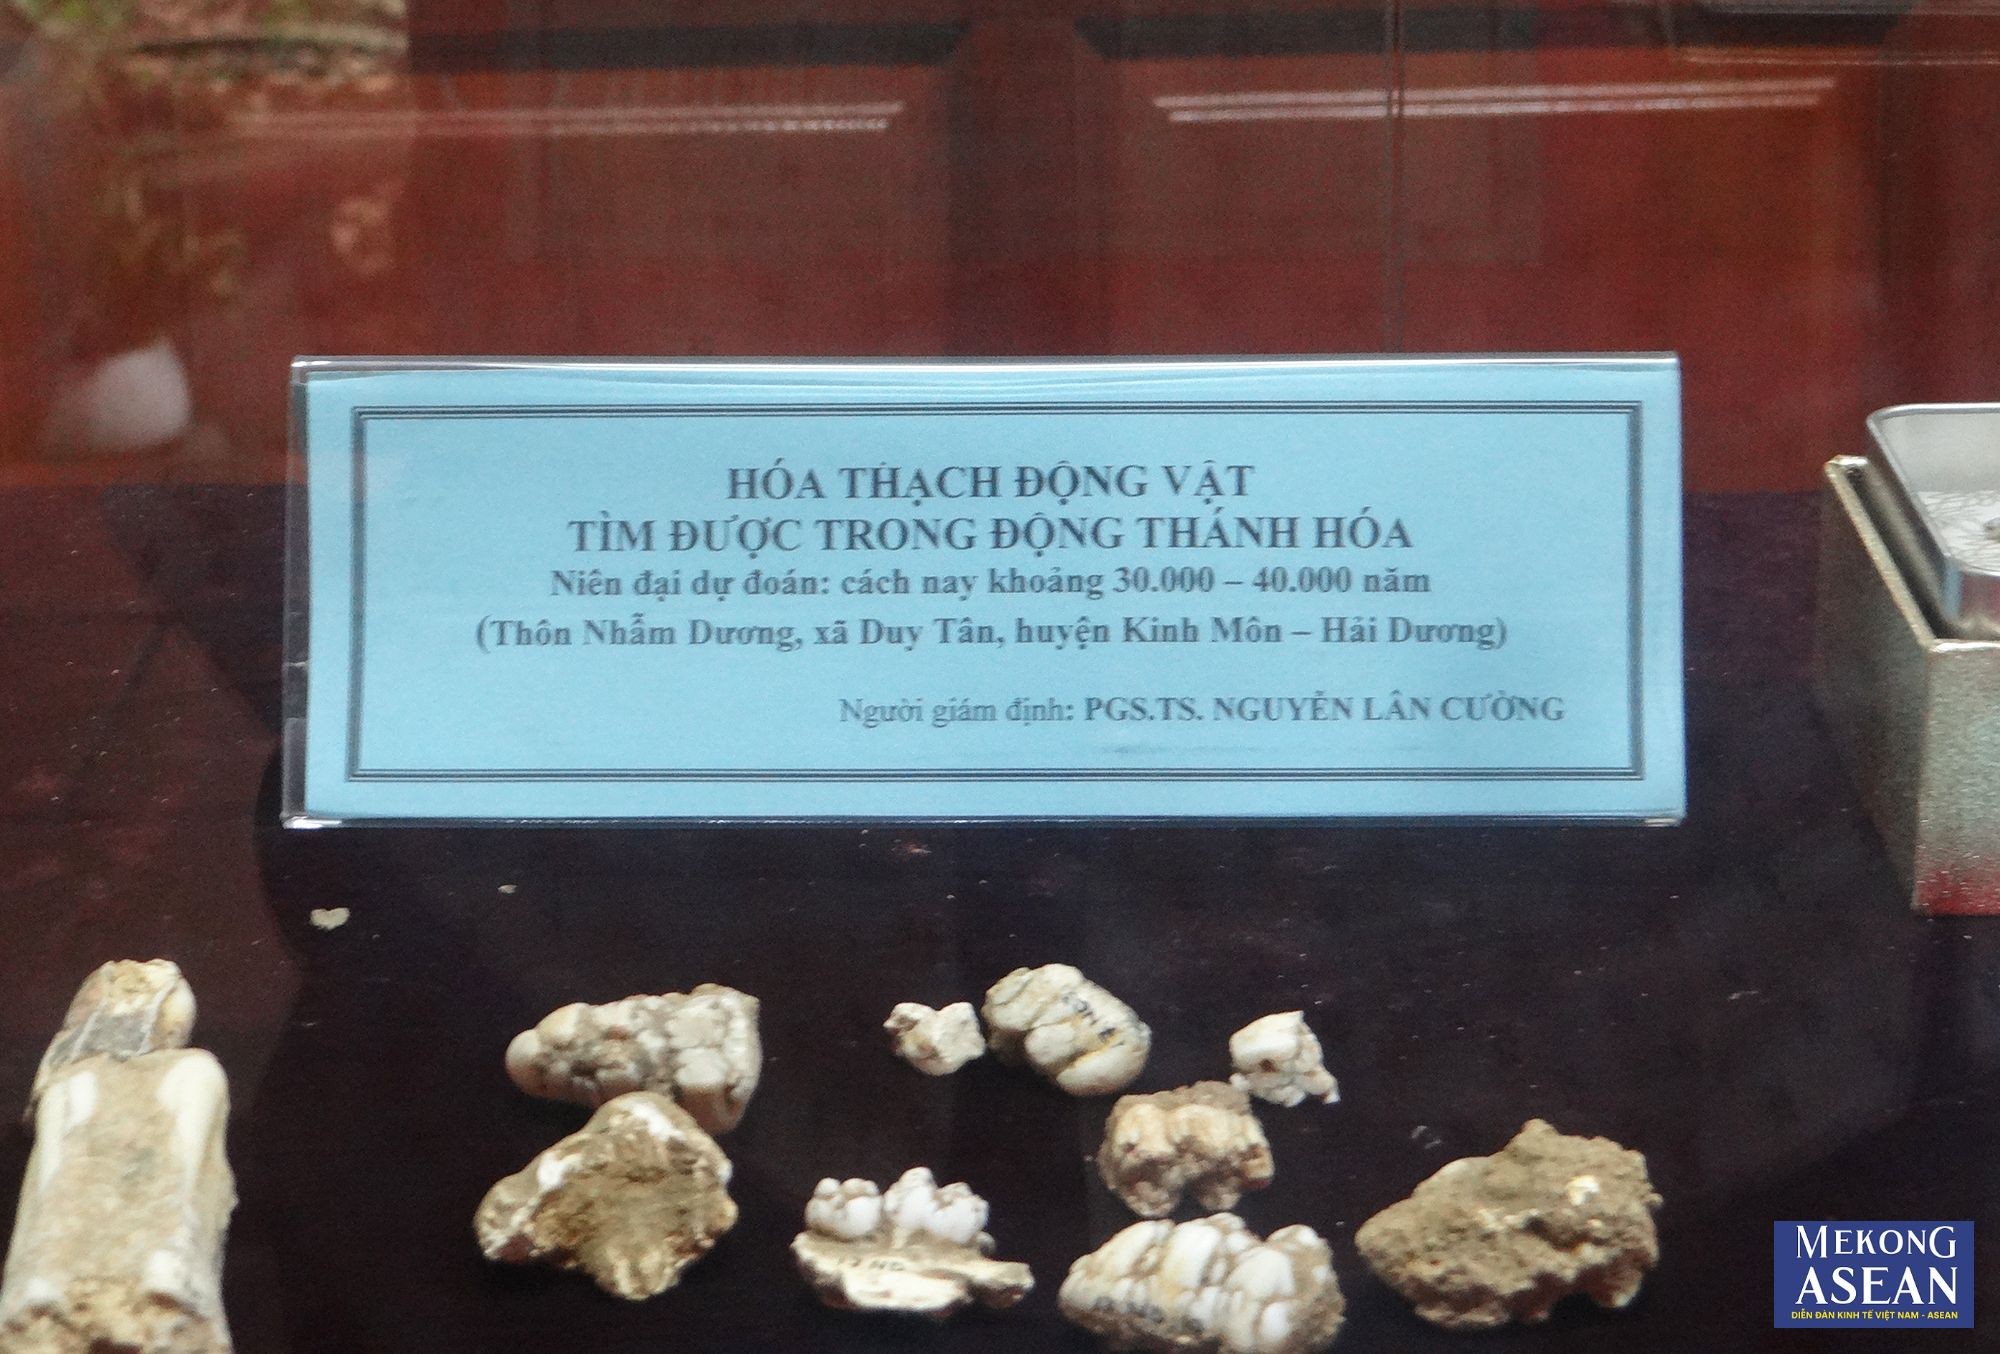 HÓA THẠCH ĐỘNG VẬT
TÌM ĐƯỢC TRONG ĐỘNG THÁNH HÓA
Niên đại dự đoán: cách nay khoảng 30.000 – 40.000 năm
(Thôn Nhẫm Dương, xã Duy Tân, huyện Kinh Môn – Hải Dương)
Người giám định: PGS.TS. NGUYỄN LÂN CƯỜNG
MEKONG
ASEAN
DIỄN ĐÀN KINH TẾ VIỆT NAM - ASEAN